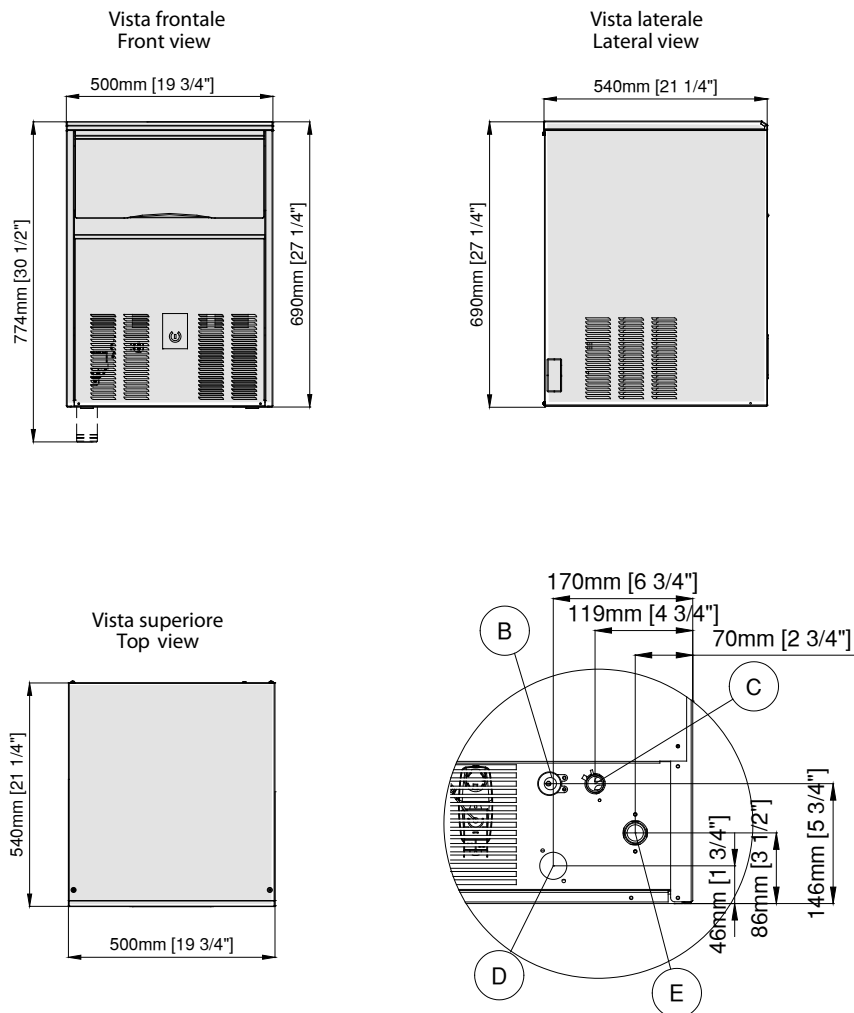 Vista frontale
Front view
500mm [19 3/4"]
774mm [30 1/2"]
690mm [27 1/4"]
Vista laterale
Lateral view
540mm [21 1/4"]
690mm [27 1/4"]
Vista superiore
Top view
540mm [21 1/4"]
500mm [19 3/4"]
170mm [6 3/4"]
119mm [4 3/4"]
70mm [2 3/4"]
B
C
46mm [1 3/4"]
86mm [3 1/2"]
146mm [5 3/4"]
D
E